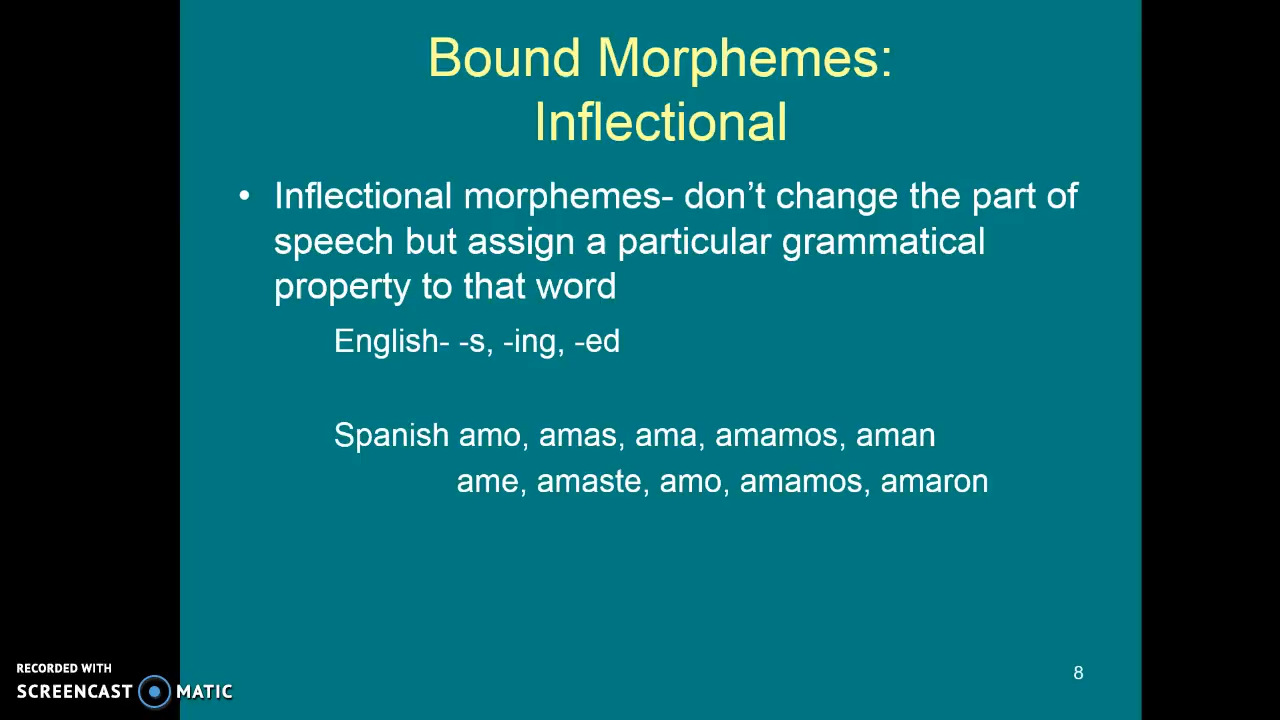 Bound Morphemes:
Inflectional
• Inflectional morphemes- don’t change the part of
speech but assign a particular grammatical
property to that word
English- -s, -ing, -ed
Spanish amo, amas, ama, amamos, aman
ame, amaste, amo, amamos, amaron
8
RECORDED WITH
SCREENCAST MATIC